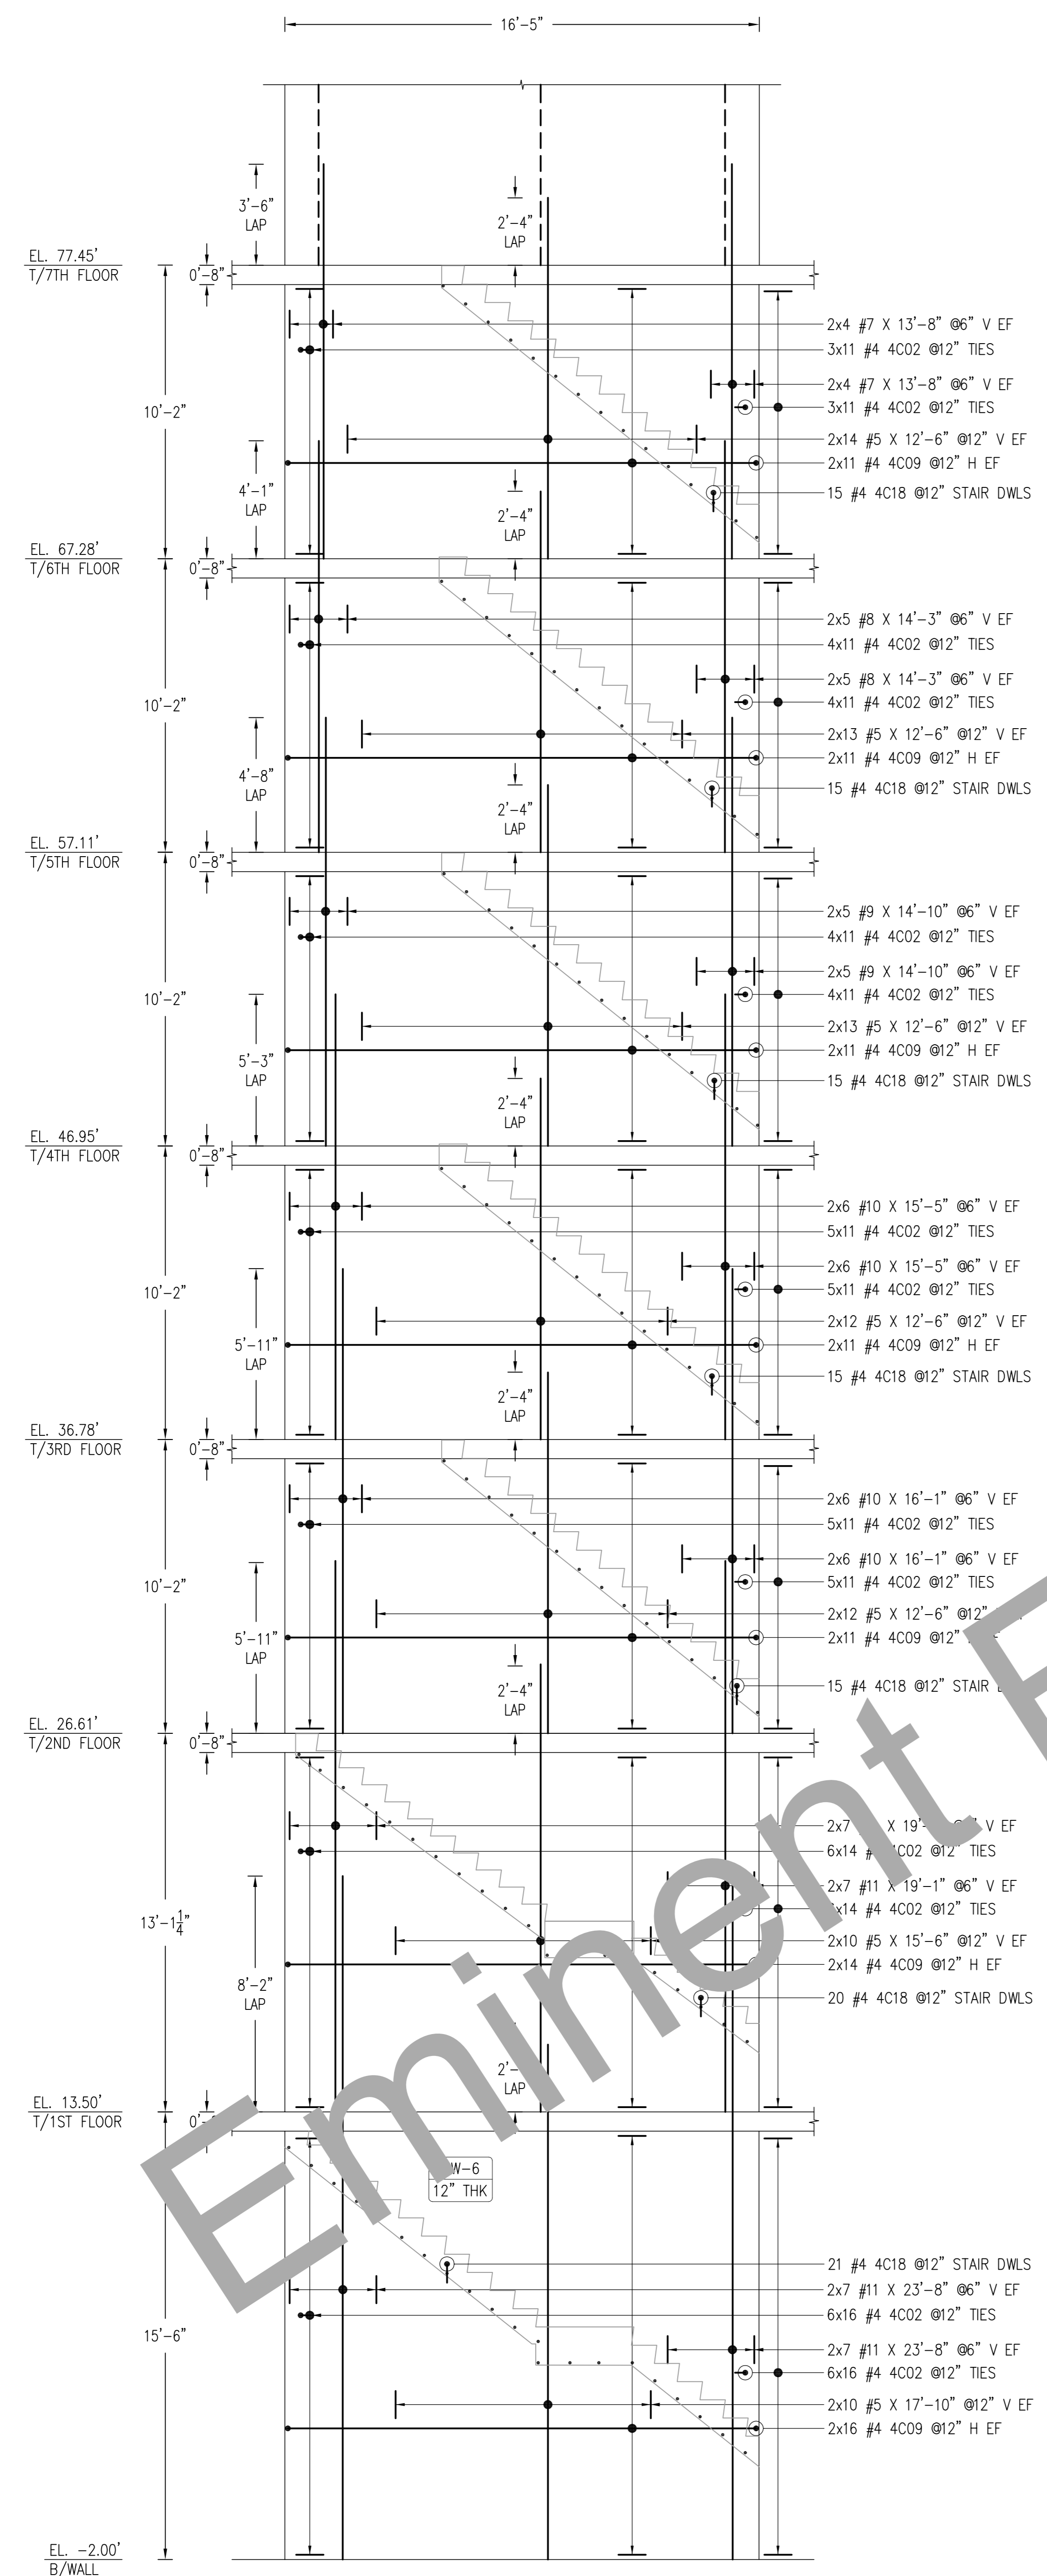 16'-5"
3'-6"
LAP
2'-4"
LAP
EL. 77.45'
T/7TH FLOOR
0'-8"
2x4 #7 X 13'-8" @6" V EF
3x11 #4 4C02 @12" TIES
2x4 #7 X 13'-8" @6" V EF
3x11 #4 4C02 @12" TIES
10'-2"
2x14 #5 X 12'-6" @12" V EF
2x11 #4 4C09 @12" H EF
4'-1"
LAP
15 #4 4C18 @12" STAIR DWLS
2'-4"
LAP
EL. 67.28'
T/6TH FLOOR
0'-8"
2x5 #8 X 14'-3" @6" V EF
4x11 #4 4C02 @12" TIES
2x5 #8 X 14'-3" @6" V EF
4x11 #4 4C02 @12" TIES
10'-2"
2x13 #5 X 12'-6" @12" V EF
2x11 #4 4C09 @12" H EF
4'-8"
LAP
15 #4 4C18 @12" STAIR DWLS
2'-4"
LAP
EL. 57.11'
T/5TH FLOOR
0'-8"
2x5 #9 X 14'-10" @6" V EF
4x11 #4 4C02 @12" TIES
2x5 #9 X 14'-10" @6" V EF
4x11 #4 4C02 @12" TIES
10'-2"
2x13 #5 X 12'-6" @12" V EF
2x11 #4 4C09 @12" H EF
5'-3"
LAP
15 #4 4C18 @12" STAIR DWLS
2'-4"
LAP
EL. 46.95'
T/4TH FLOOR
0'-8"
2x6 #10 X 15'-5" @6" V EF
5x11 #4 4C02 @12" TIES
2x6 #10 X 15'-5" @6" V EF
5x11 #4 4C02 @12" TIES
10'-2"
2x12 #5 X 12'-6" @12" V EF
2x11 #4 4C09 @12" H EF
5'-11"
LAP
15 #4 4C18 @12" STAIR DWLS
2'-4"
LAP
EL. 36.78'
T/3RD FLOOR
0'-8"
2x6 #10 X 16'-1" @6" V EF
5x11 #4 4C02 @12" TIES
2x6 #10 X 16'-1" @6" V EF
5x11 #4 4C02 @12" TIES
10'-2"
2x12 #5 X 12'-6" @12"
2x11 #4 4C09 @12"
5'-11"
LAP
15 #4 4C18 @12" STAIR
2'-4"
LAP
EL. 26.61'
T/2ND FLOOR
0'-8"
2x7 X V EF
6x14 4C02 @12" TIES
2x7 #11 X 19'-1" @6" V EF
#4 4C02 @12" TIES
13'-1 1/4"
2x10 #5 X 15'-6" @12" V EF
2x14 #4 4C09 @12" H EF
8'-2"
LAP
20 #4 4C18 @12" STAIR DWLS
LAP
EL. 13.50'
T/1ST FLOOR
12" THK
21 #4 4C18 @12" STAIR DWLS
2x7 #11 X 23'-8" @6" V EF
6x16 #4 4C02 @12" TIES
15'-6"
2x7 #11 X 23'-8" @6" V EF
6x16 #4 4C02 @12" TIES
2x10 #5 X 17'-10" @12" V EF
2x16 #4 4C09 @12" H EF
EL. -2.00'
B/WALL
Eminent